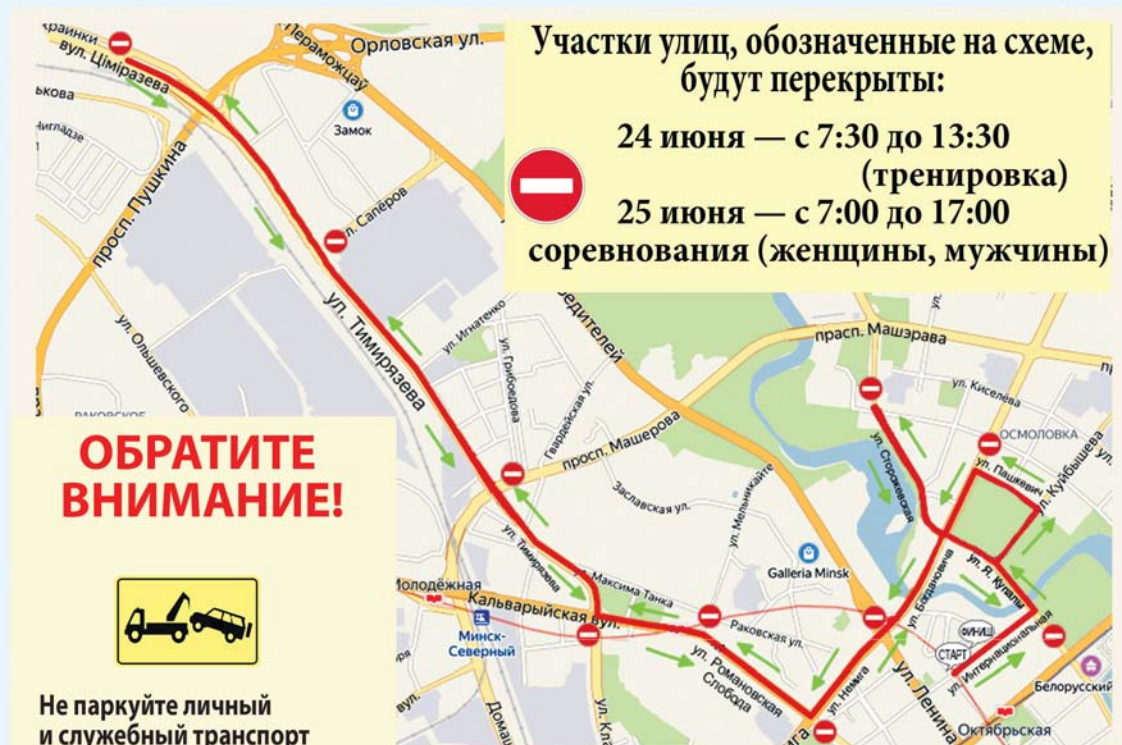 Участки улиц, обозначенные на схеме,
будут перекрыты:
24 июня — с 7:30 до 13:30
(тренировка)
25 июня — с 7:00 до 17:00
соревнования (женщины, мужчины)
вул. Ціміразева
Пераможцаў
Орловская ул.
Замок
просп. Пушкина
ул. Сапёров
ул. Тимирязева
ул. Игнатенко
ул. Грибоедова
Гвардейская ул.
ул. Ольшевского
просп. Машерова
прасп. Машэрава
ул. Киселёва
ОСМОЛОВКА
ул. Пашкевич
ул. Куйбышева
ул. Сторожевская
Заславская ул.
ул. Мельникайте
Galleria Minsk
ул. Богдановича
ул. Я. Купалы
ул. Тимирязева
ул. Максима Танка
Молодёжная
Кальварыйская вул.
Минск-
Северный
Раковская ул.
ул. Романовская
Слобода
ул. Немига
ул. Ленина
ФИНИШ
СТАРТ
ул. Интернациональная
Белорусский
Октябрьская
ОБРАТИТЕ
ВНИМАНИЕ!
Не паркуйте личный
и служебный транспорт